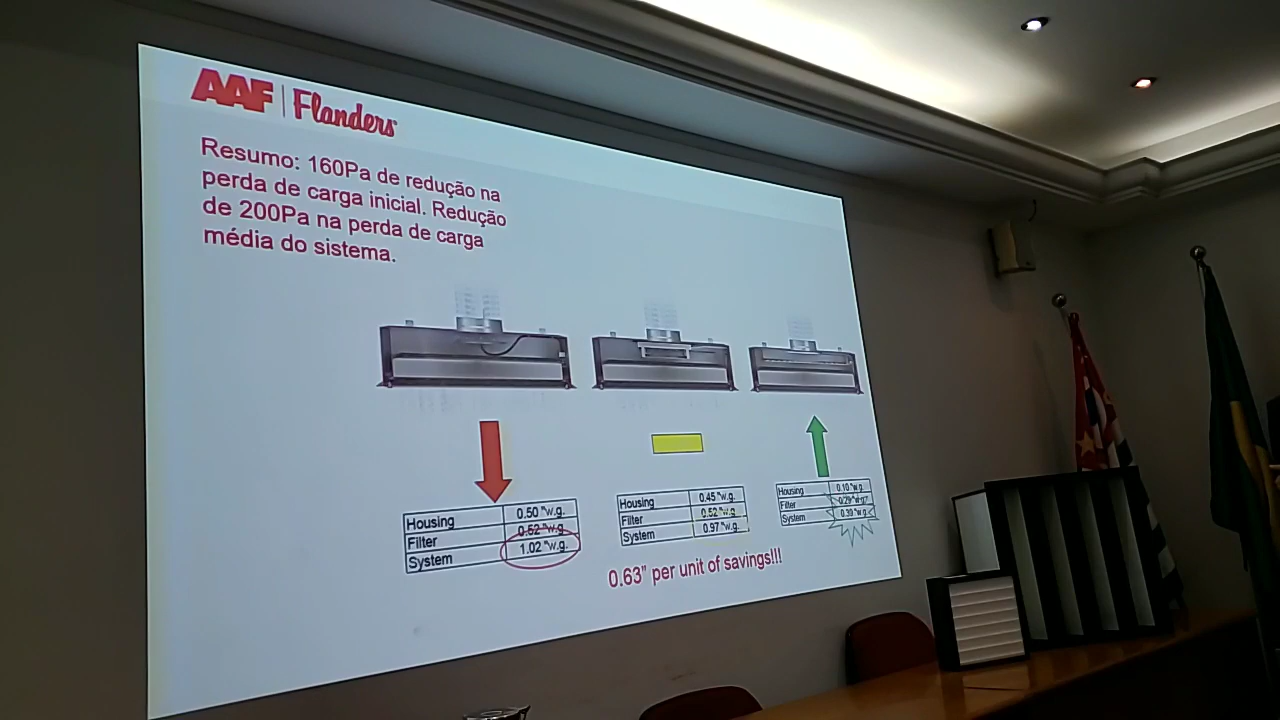 AAF | Flanders
Resumo: 160Pa de redução na
perda de carga inicial. Redução
de 200Pa na perda de carga
média do sistema.
Housing 0.50 "w.g.
Filter 0.52 "w.g.
System 1.02 "w.g.
Housing 0.45 "w.g.
Filter 0.52 "w.g.
System 0.97 "w.g.
Housing 0.10 "w.g.
Filter 0.29 "w.g.
System "w.g.
0.63" per unit of savings!!!